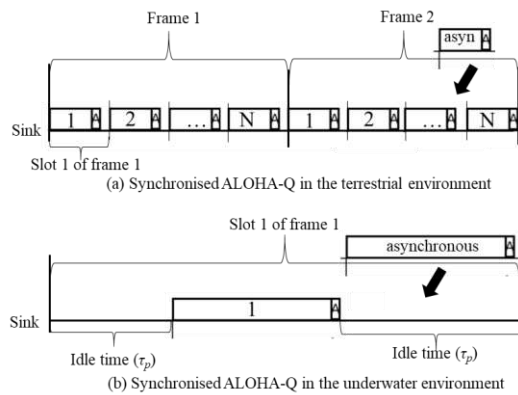 Frame 1 Frame 2
asyn A
Sink 1 A 2 A ... A N A 1 A 2 A ... A N A
Slot 1 of frame 1
(a) Synchronised ALOHA-Q in the terrestrial environment
Slot 1 of frame 1
asynchronous A
1 A
Sink
Idle time (τp) Idle time (τp)
(b) Synchronised ALOHA-Q in the underwater environment